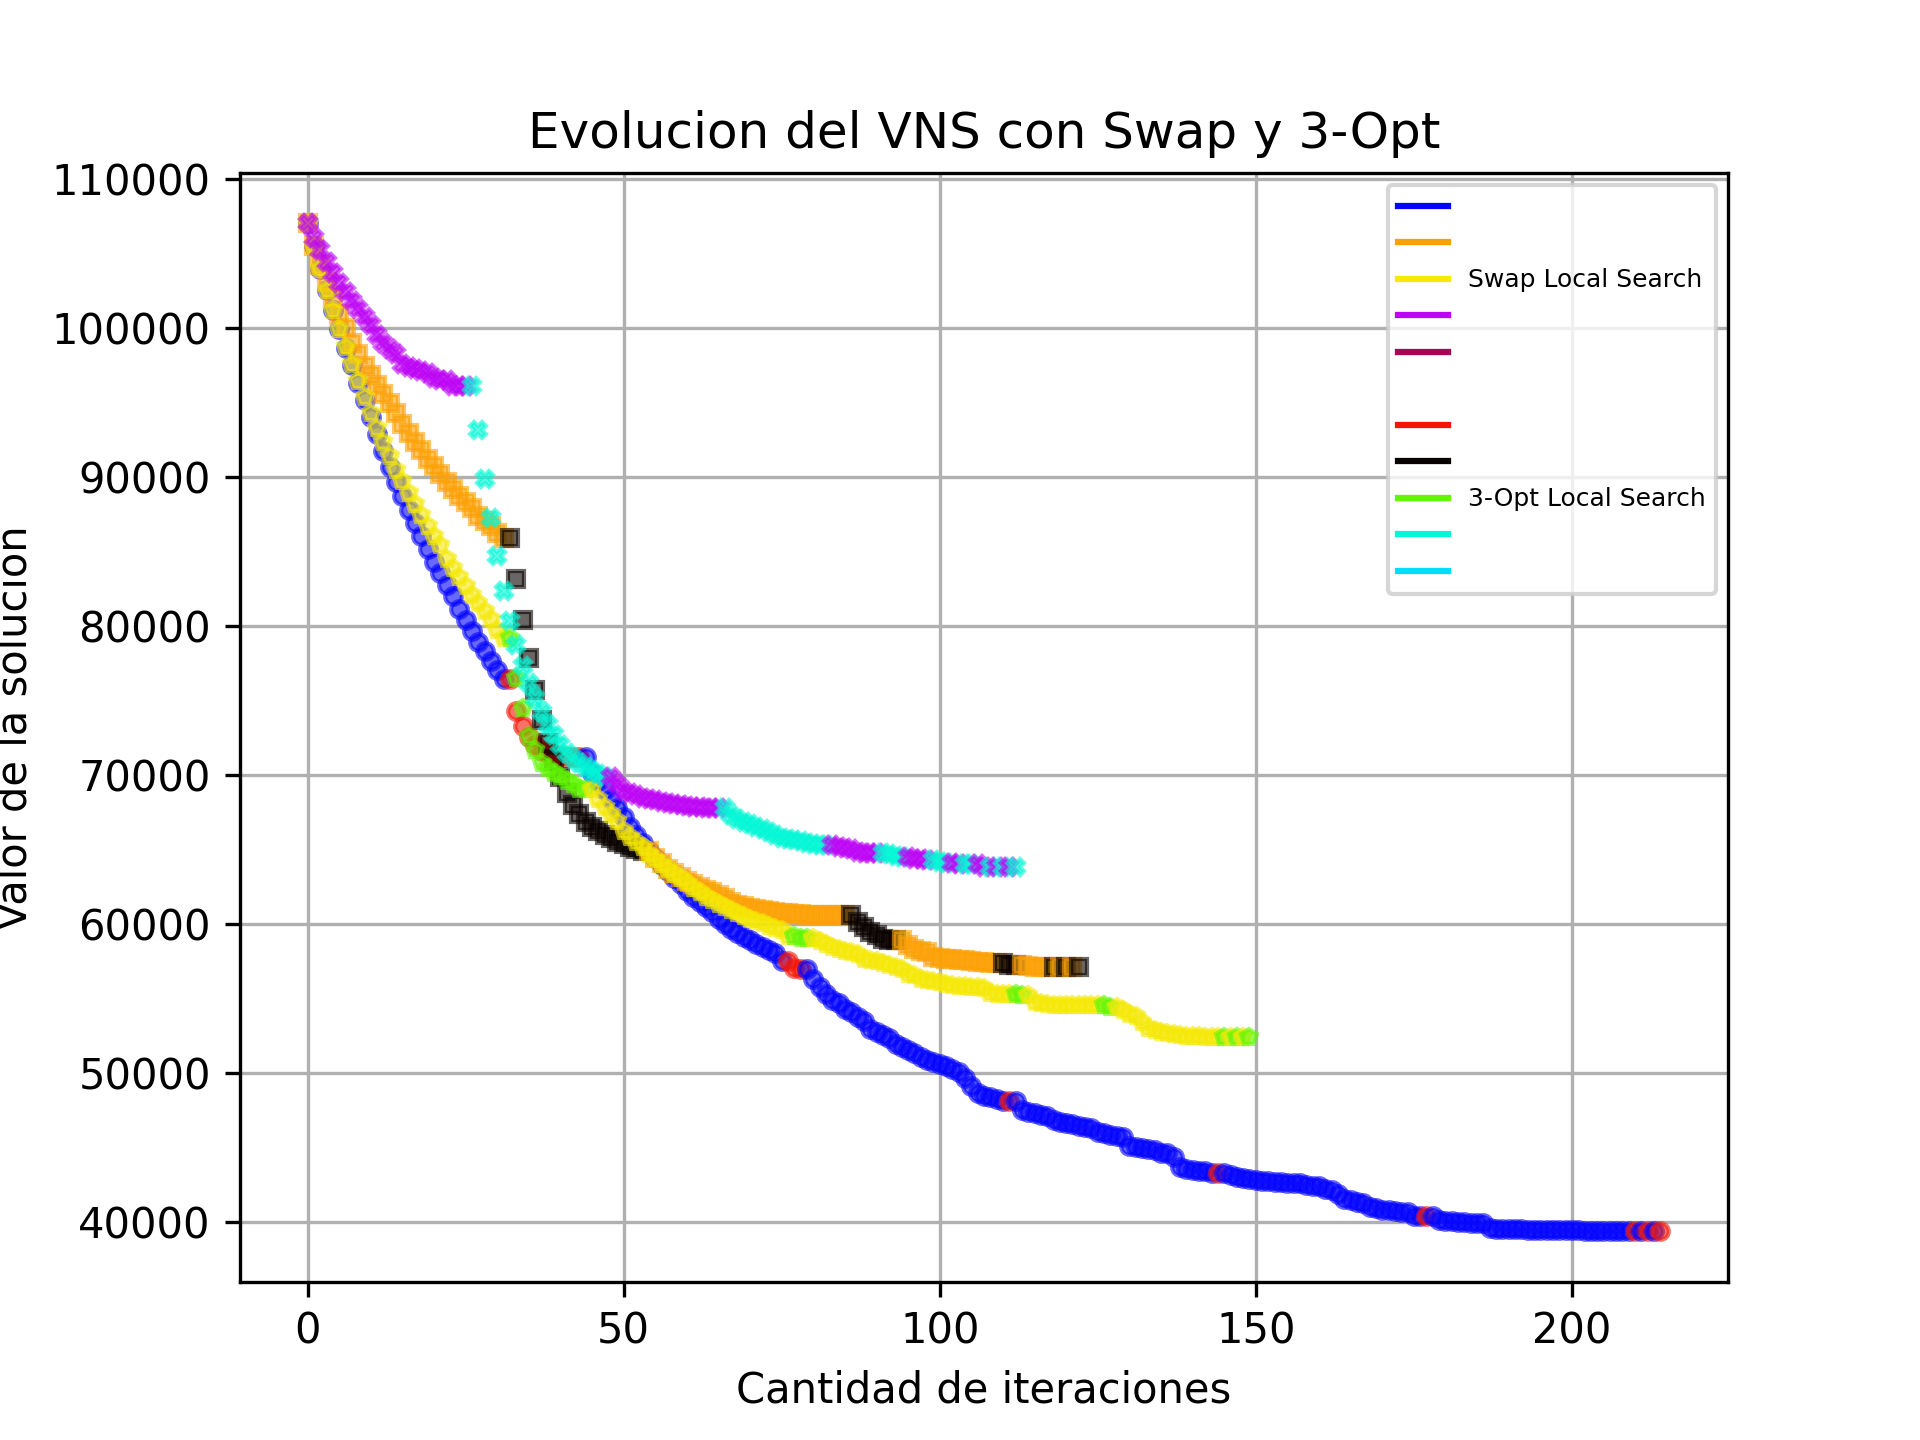 Evolucion del VNS con Swap y 3-Opt
110000
100000
90000
80000
70000
60000
50000
40000
Valor de la solucion
Swap Local Search
3-Opt Local Search
0
50
100
150
200
Cantidad de iteraciones